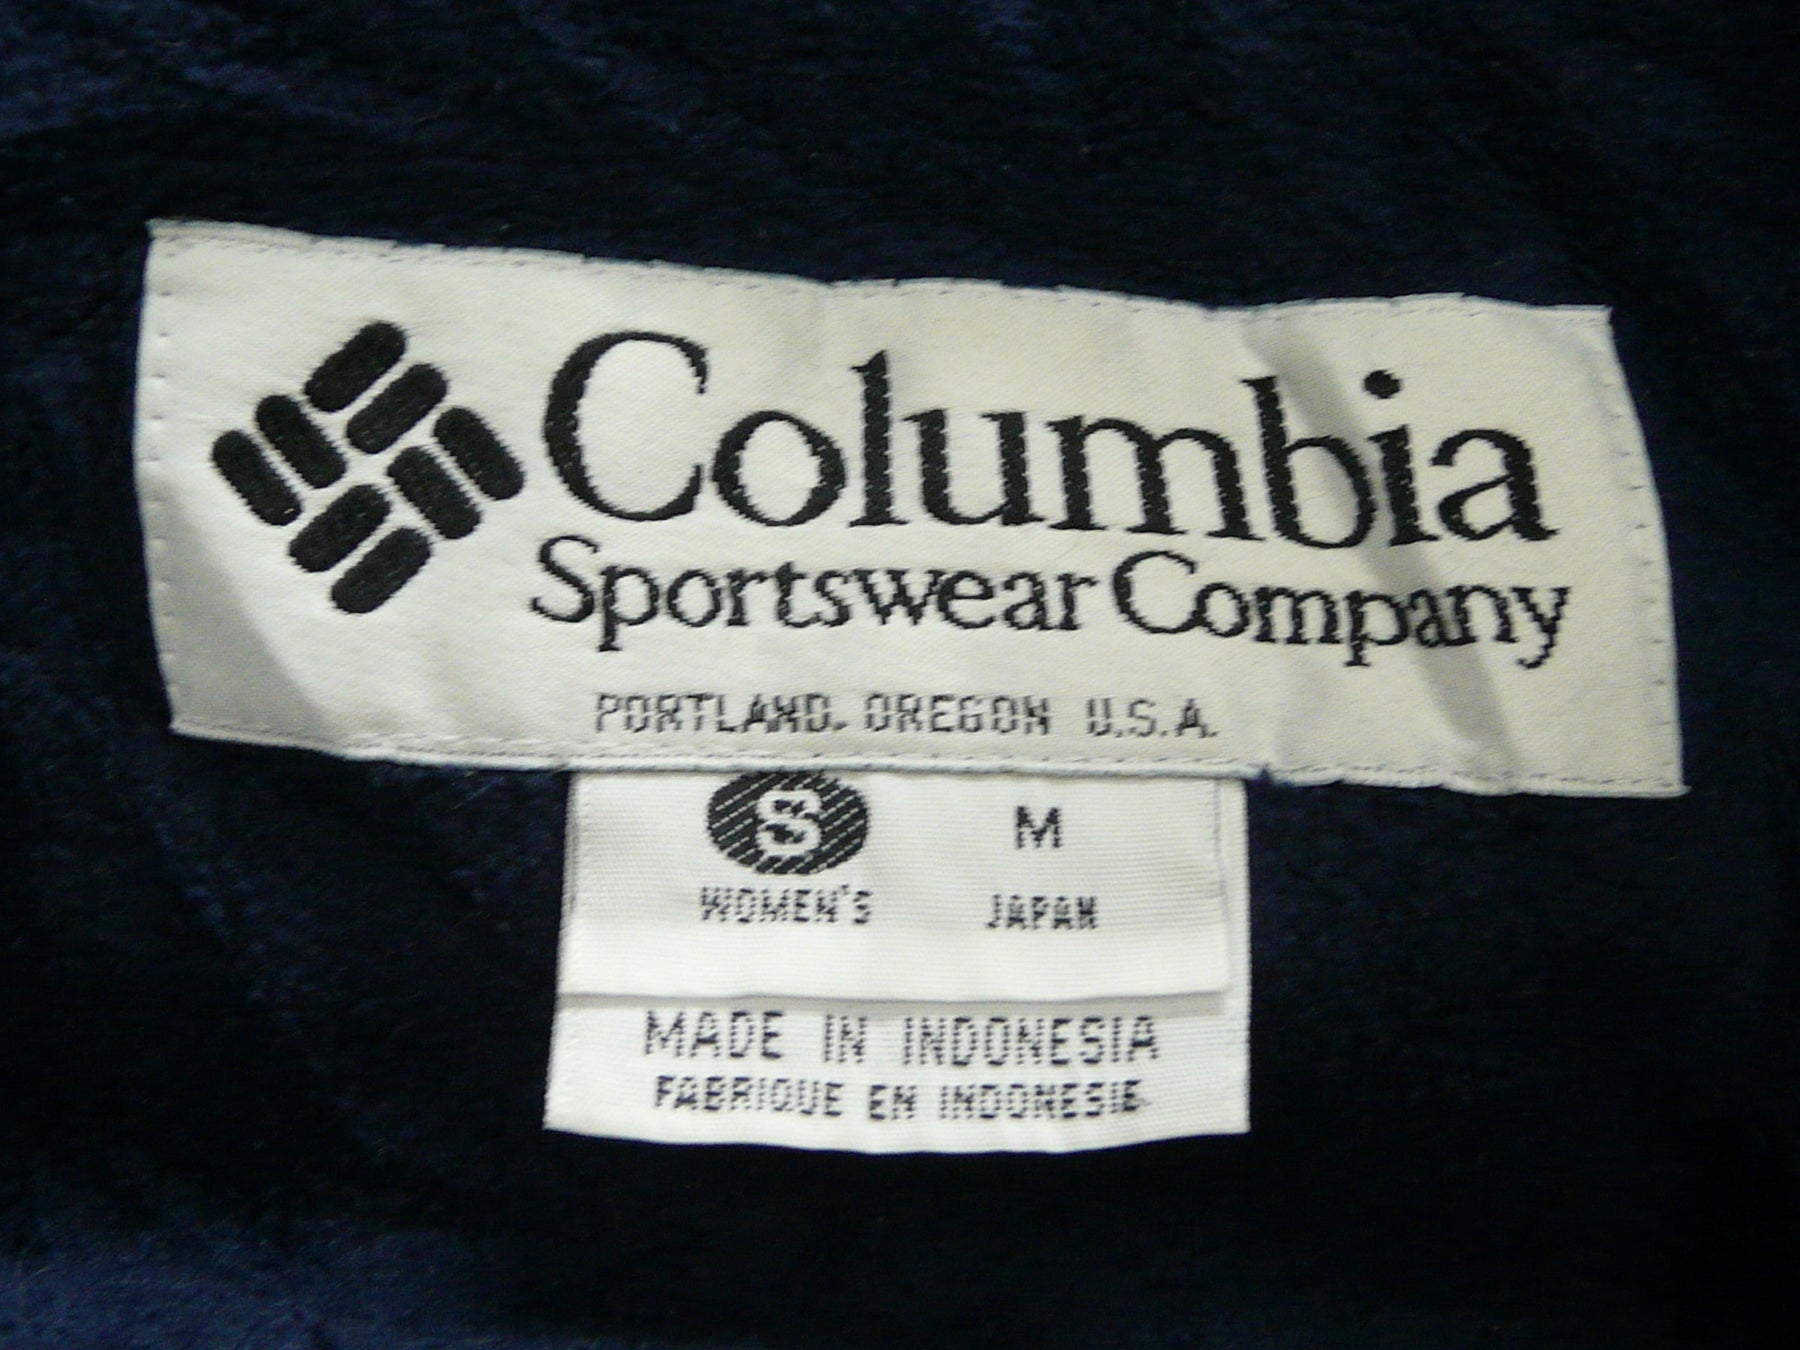 Columbia
Sportswear Company
PORTLAND. OREGON U.S.A.
S M
WOMEN'S JAPAN
MADE IN INDONESIA
FABRIQUE EN INDONESIE